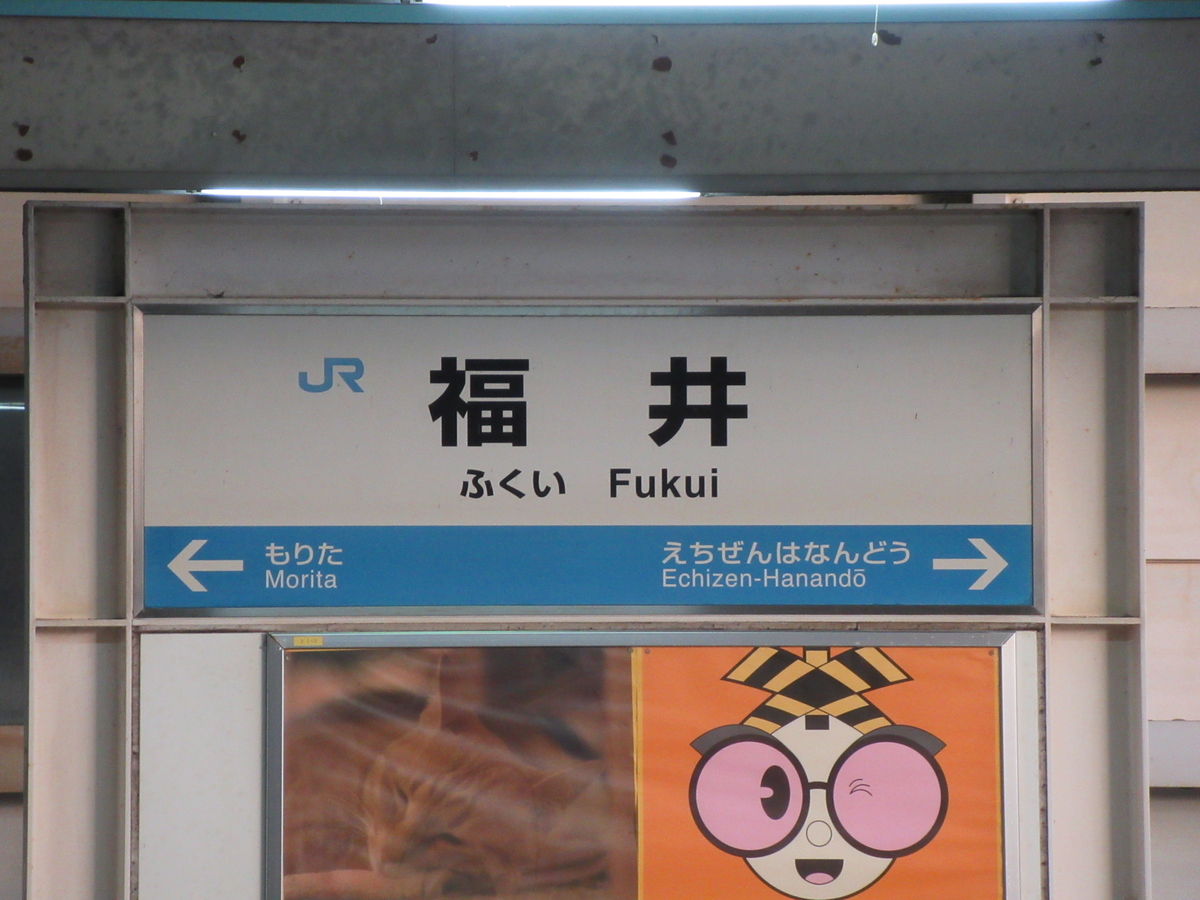 JR
福井
ふくい Fukui
もりた
Morita
えちぜんはなんどう
Echizen-Hanandō